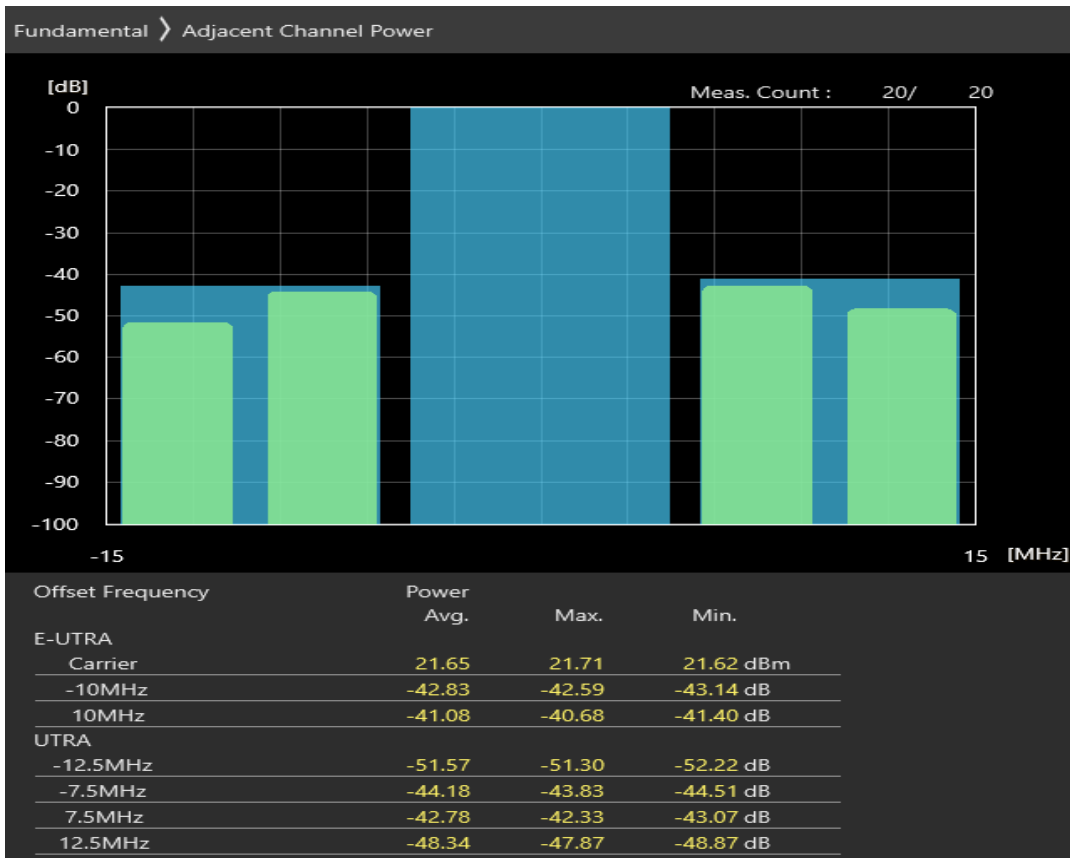 Fundamental 〉 Adjacent Channel Power
[dB]
Meas. Count : 20/ 20
0
-10
-20
-30
-40
-50
-60
-70
-80
-90
-100
-15 15 [MHz]
Offset Frequency Power
Avg. Max. Min.
E-UTRA
Carrier 21.65 21.71 21.62 dBm
-10MHz -42.83 -42.59 -43.14 dB
10MHz -41.08 -40.68 -41.40 dB
UTRA
-12.5MHz -51.57 -51.30 -52.22 dB
-7.5MHz -44.18 -43.83 -44.51 dB
7.5MHz -42.78 -42.33 -43.07 dB
12.5MHz -48.34 -47.87 -48.87 dB